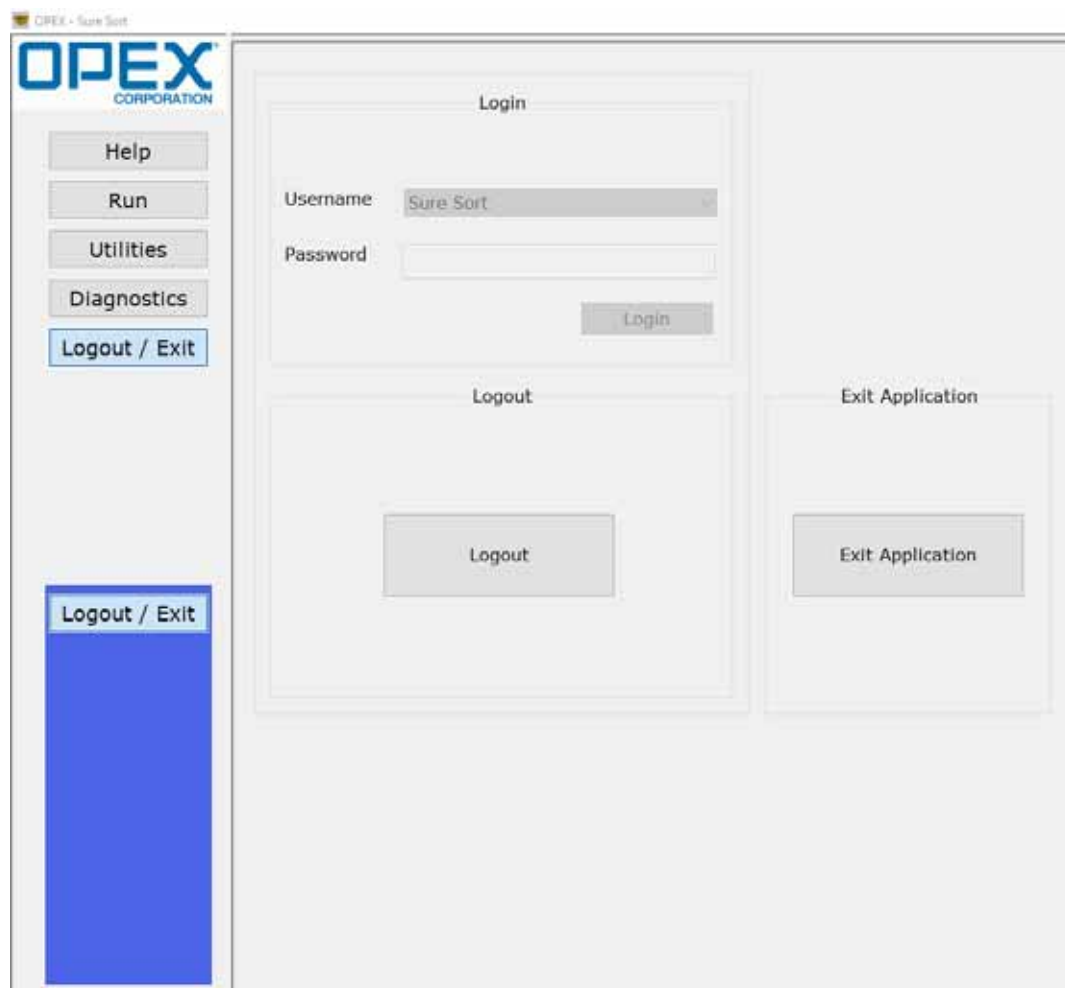 OPEX - Sure Sort
OPEX
CORPORATION
Help
Run
Utilities
Diagnostics
Logout / Exit
Logout / Exit
Login
Username
Sure Sort
Password
Login
Logout
Logout
Exit Application
Exit Application